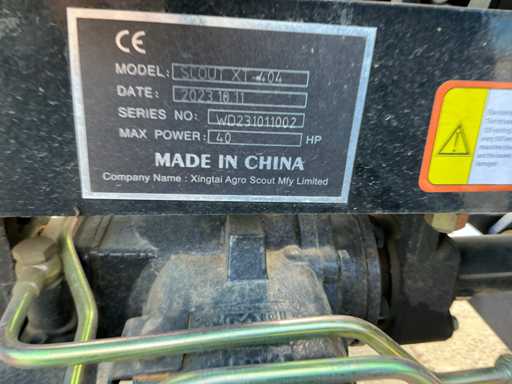 CE
MODEL: SCOUT XT-404
DATE: 2023.10.11
SERIES NO: WD231011002
MAX POWER: 40 HP
MADE IN CHINA
Company Name : Xingtai Agro Scout Mfy Limited